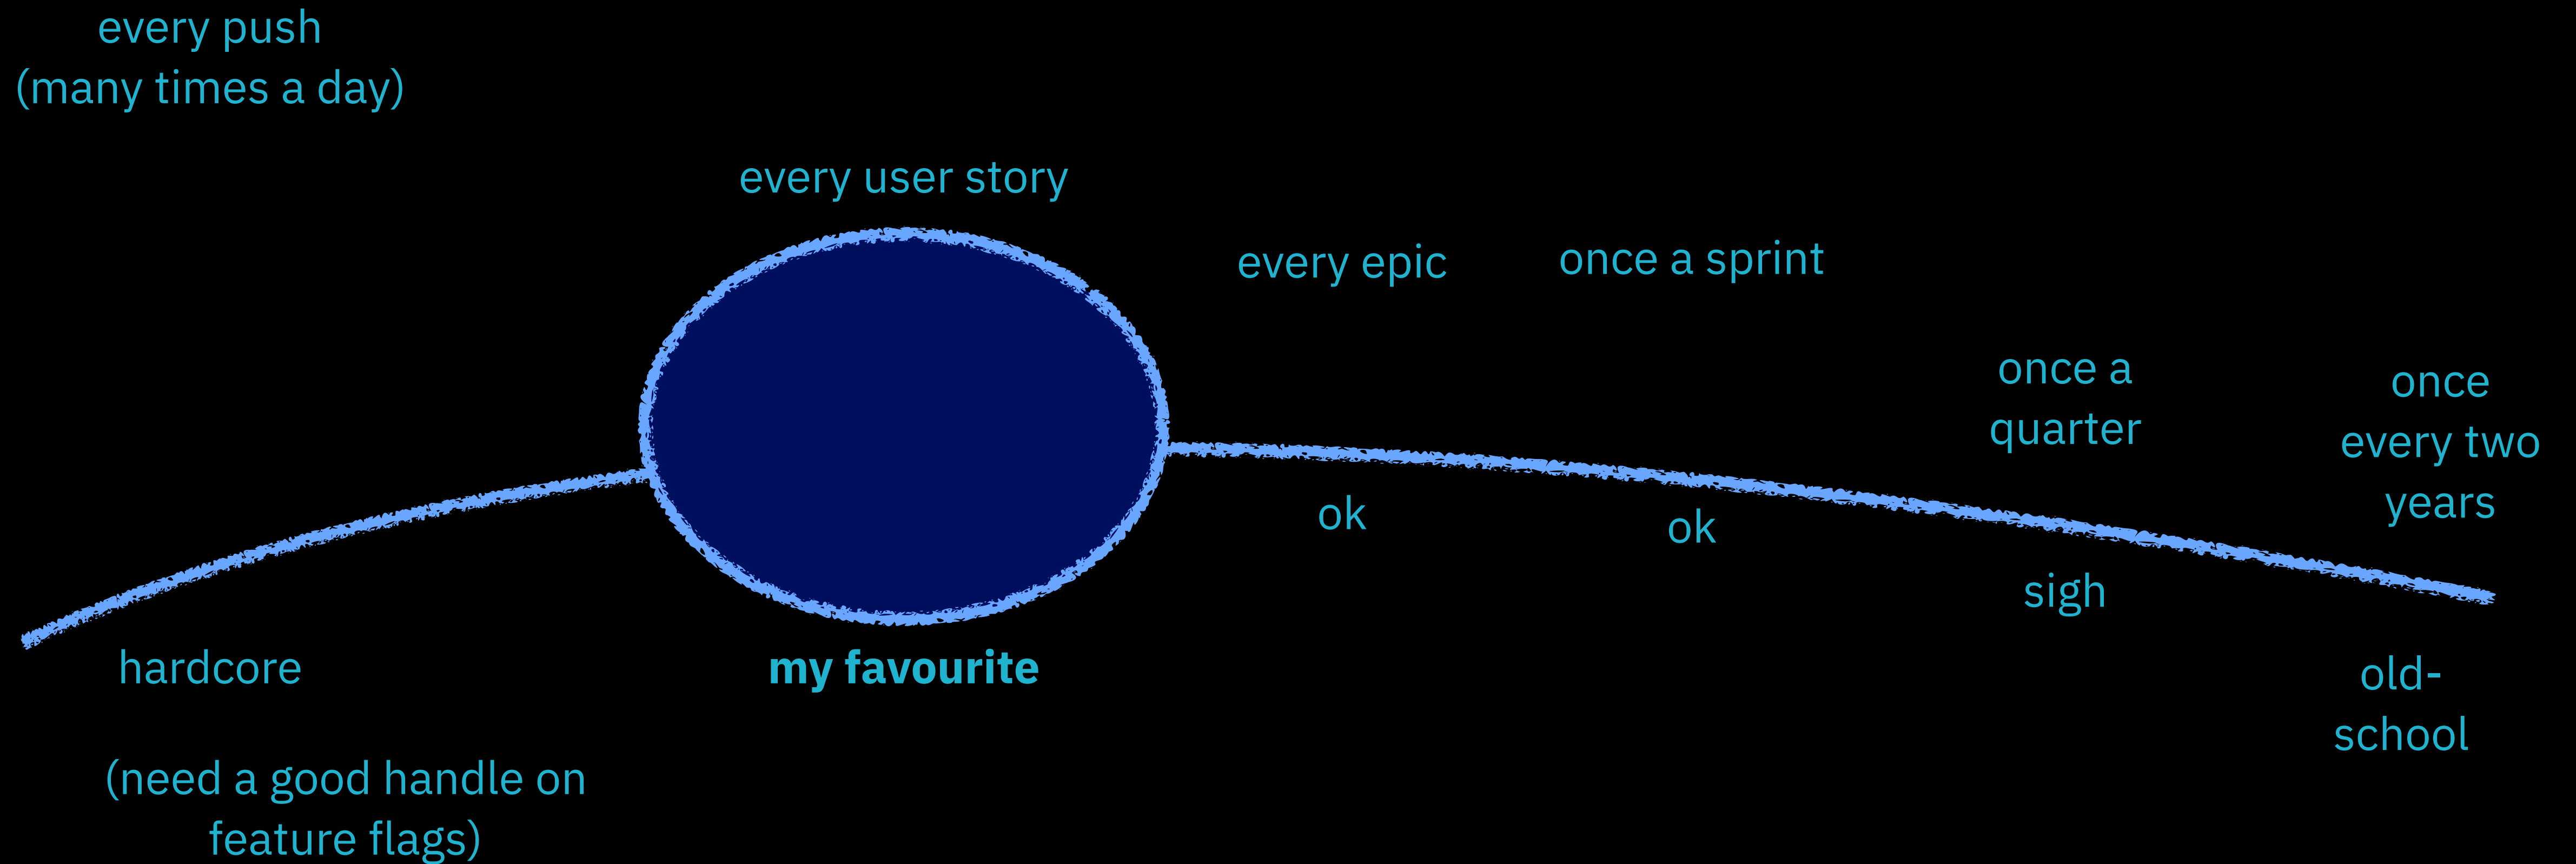 every push
(many times a day)
every user story
every epic
once a sprint
once a
quarter
once
every two
years
hardcore
(need a good handle on
feature flags)
my favourite
ok
ok
sigh
old-
school